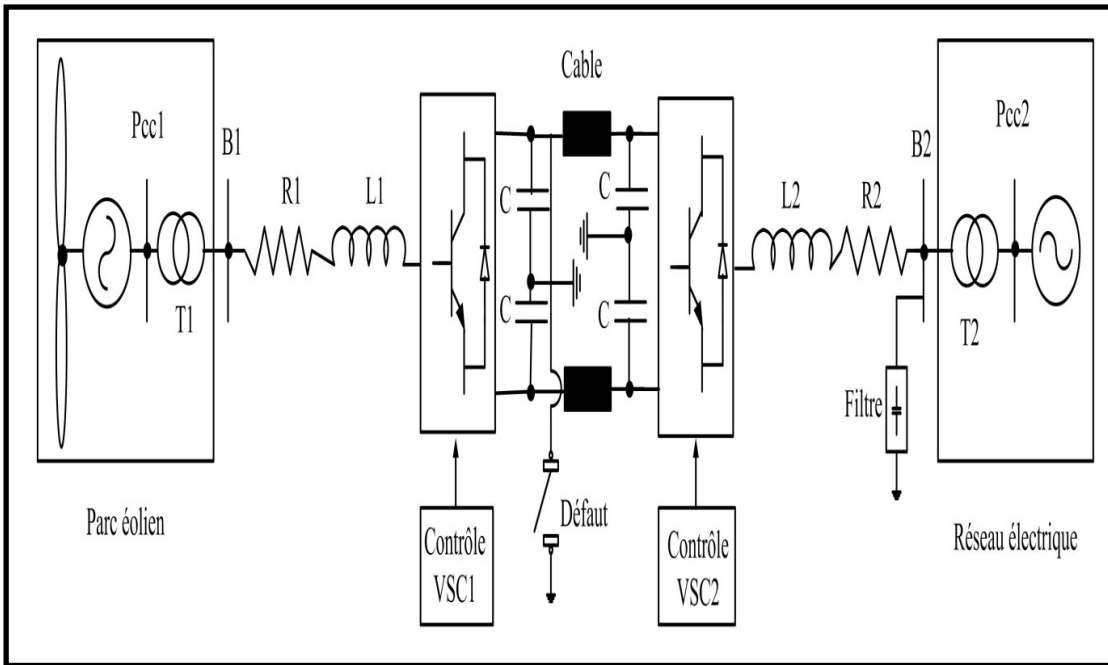 Cable
Pcc1
Pcc2
B1
B2
R1
L1
C
C
L2
R2
T1
C
C
T2
Filtre
Parc éolien
Défaut
Réseau électrique
Contrôle
VSC1
Contrôle
VSC2